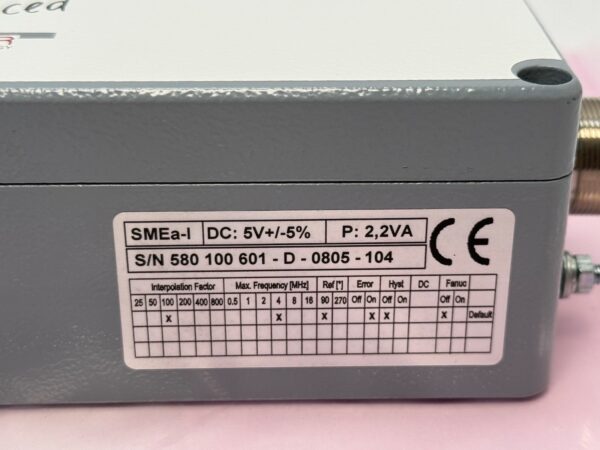 SMEa-I DC: 5V+/-5% P: 2,2VA CE
S/N 580 100 601 - D - 0805 - 104
Interpolation Factor Max. Frequency [MHz] Ref [°] Error Hyst DC Fanuc
25 50 100 200 400 800 0.5 1 2 4 8 16 90 270 Off On Off On Off On
X X X X X X Default